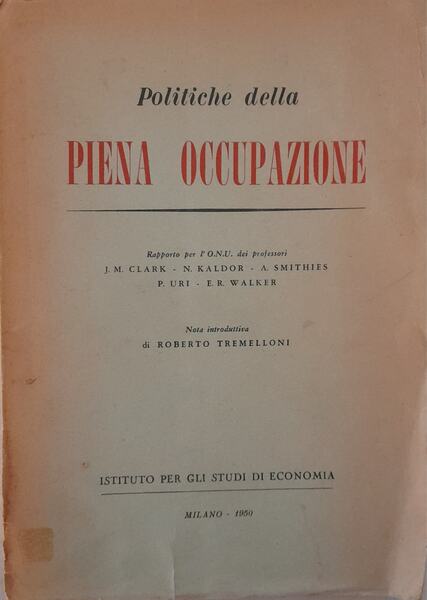 Politiche della
PIENA OCCUPAZIONE
Rapporto per l'O.N.U. dei professori
J. M. CLARK - N. KALDOR - A. SMITHIES
P. URI - E. R. WALKER
Nota introduttiva
di ROBERTO TREMELLONI
ISTITUTO PER GLI STUDI DI ECONOMIA
MILANO - 1950